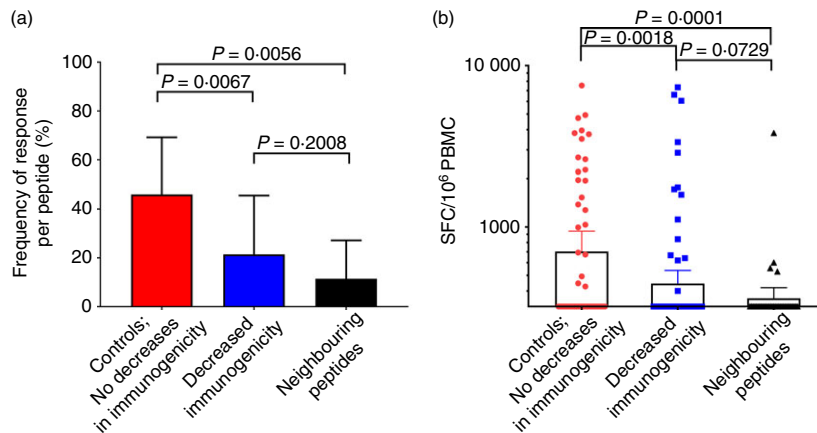 (a)
P = 0·0056
P = 0·0067
P = 0·2008
100
80
60
40
20
0
Frequency of response
per peptide (%)
Controls;
No decreases
in immunogenicity
Decreased
immunogenicity
Neighbouring
peptides
(b)
P = 0·0001
P = 0·0018
P = 0·0729
10 000
1000
SFC/10⁶ PBMC
Controls;
No decreases
in immunogenicity
Decreased
immunogenicity
Neighbouring
peptides